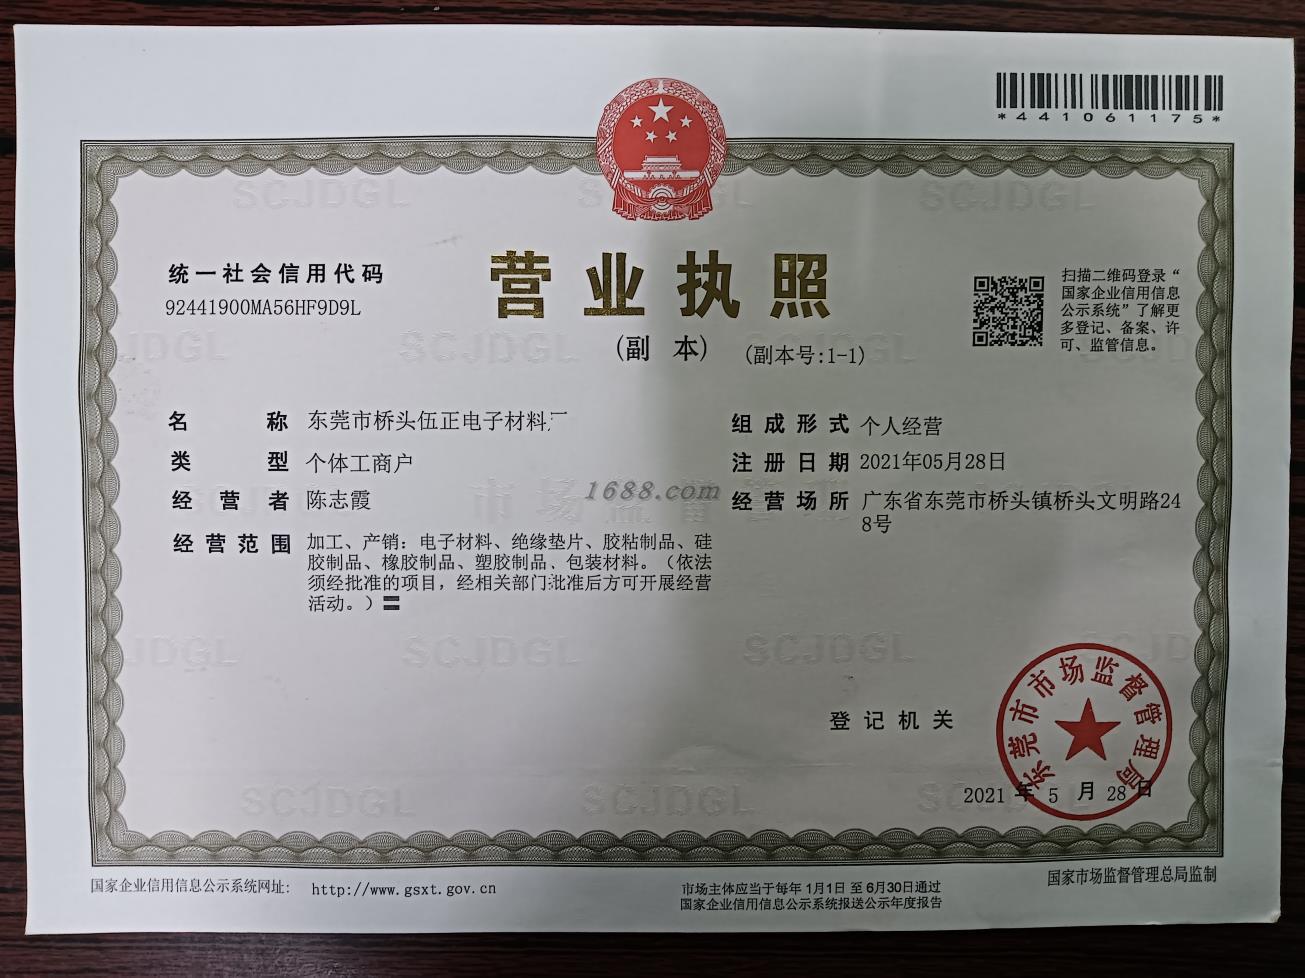 *441061175*
统一社会信用代码
92441900MA56HF9D9L
营业执照
(副 本) (副本号:1-1)
扫描二维码登录“
国家企业信用信息
公示系统”了解更
多登记、备案、许
可、监管信息。
名 称 东莞市桥头伍正电子材料厂
类 型 个体工商户
经营者 陈志霞
经营范围 加工、产销：电子材料、绝缘垫片、胶粘制品、硅
胶制品、橡胶制品、塑胶制品、包装材料。（依法
须经批准的项目，经相关部门批准后方可开展经营
活动。）〓
组成形式 个人经营
注册日期 2021年05月28日
经营场所 广东省东莞市桥头镇桥头文明路24
8号
1688.com
市场监督管理
SCJDGL
登记机关
东莞市市场监督管理局
2021 年 5 月 28 日
国家企业信用信息公示系统网址： http://www.gsxt.gov.cn
市场主体应当于每年 1月1日 至 6月30日通过
国家企业信用信息公示系统报送公示年度报告
国家市场监督管理总局监制